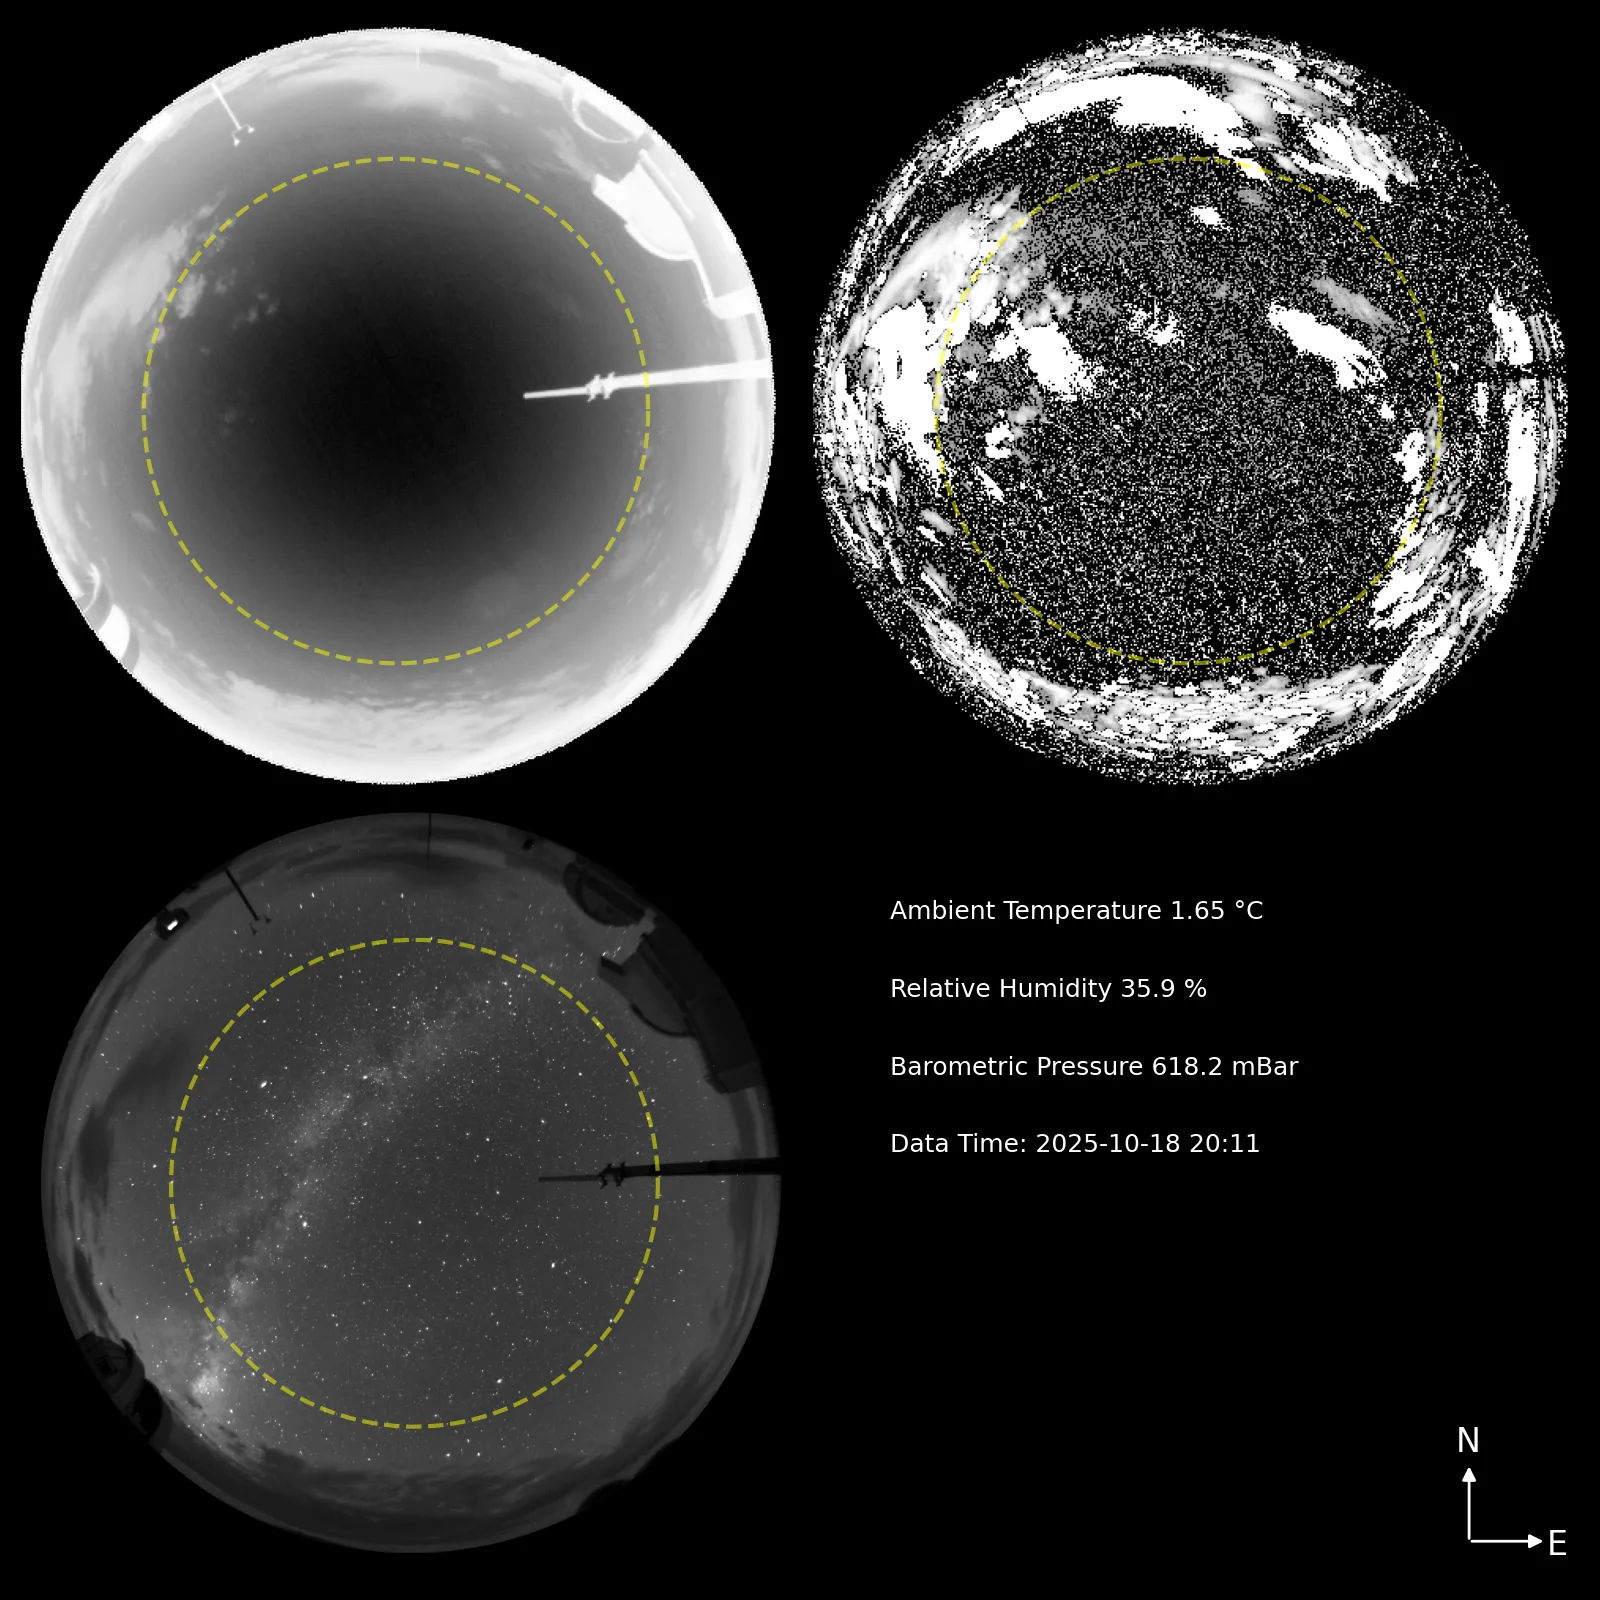 Ambient Temperature 1.65 °C
Relative Humidity 35.9 %
Barometric Pressure 618.2 mBar
Data Time: 2025-10-18 20:11
N
E